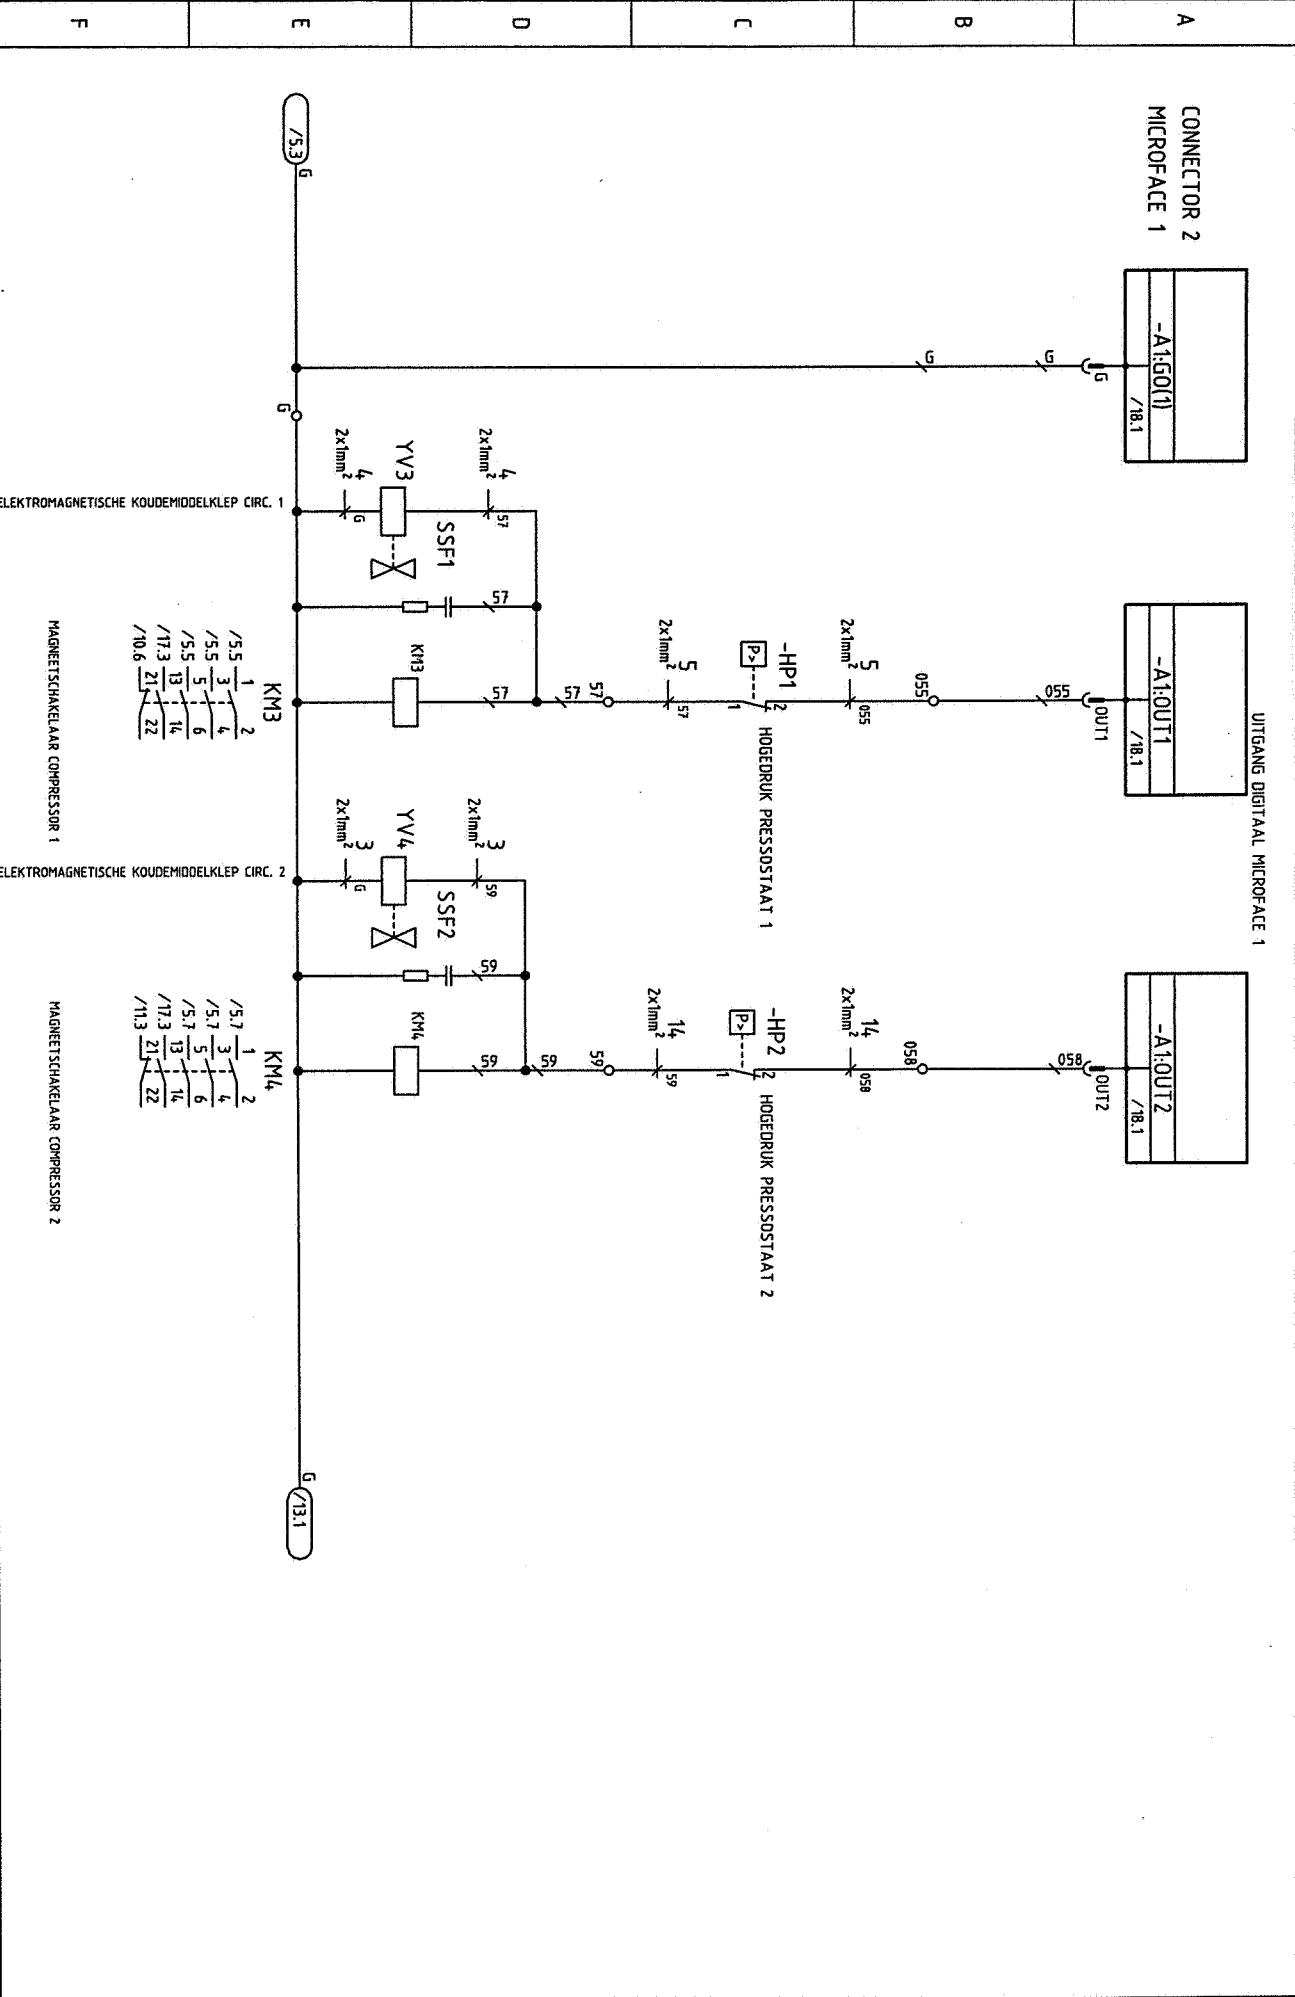 A
B
C
D
E
F
CONNECTOR 2
MICROFACE 1
UITGANG DIGITAAL MICROFACE 1
-A1:G0(1)
/18.1
-A1:OUT1
/18.1
-A1:OUT2
/18.1
G
OUT1
OUT2
G
055
058
G
055
058
5
2x1mm²
055
14
2x1mm²
058
-HP1
P>
2
1
HOGEDRUK PRESSOSTAAT 1
-HP2
P>
2
1
HOGEDRUK PRESSOSTAAT 2
5
2x1mm²
57
14
2x1mm²
59
57
59
57
59
4
2x1mm²
57
57
57
3
2x1mm²
59
59
59
YV3
SSF1
KM3
YV4
SSF2
KM4
4
2x1mm²
G
3
2x1mm²
G
/5.3
G
G
G
/13.1
ELEKTROMAGNETISCHE KOUDEMIDDELKLEP CIRC. 1
ELEKTROMAGNETISCHE KOUDEMIDDELKLEP CIRC. 2
KM3
/5.5 1 2
/5.5 3 4
/5.5 5 6
/17.3 13 14
/10.6 21 22
MAGNEETSCHAKELAAR COMPRESSOR 1
KM4
/5.7 1 2
/5.7 3 4
/5.7 5 6
/17.3 13 14
/11.3 21 22
MAGNEETSCHAKELAAR COMPRESSOR 2